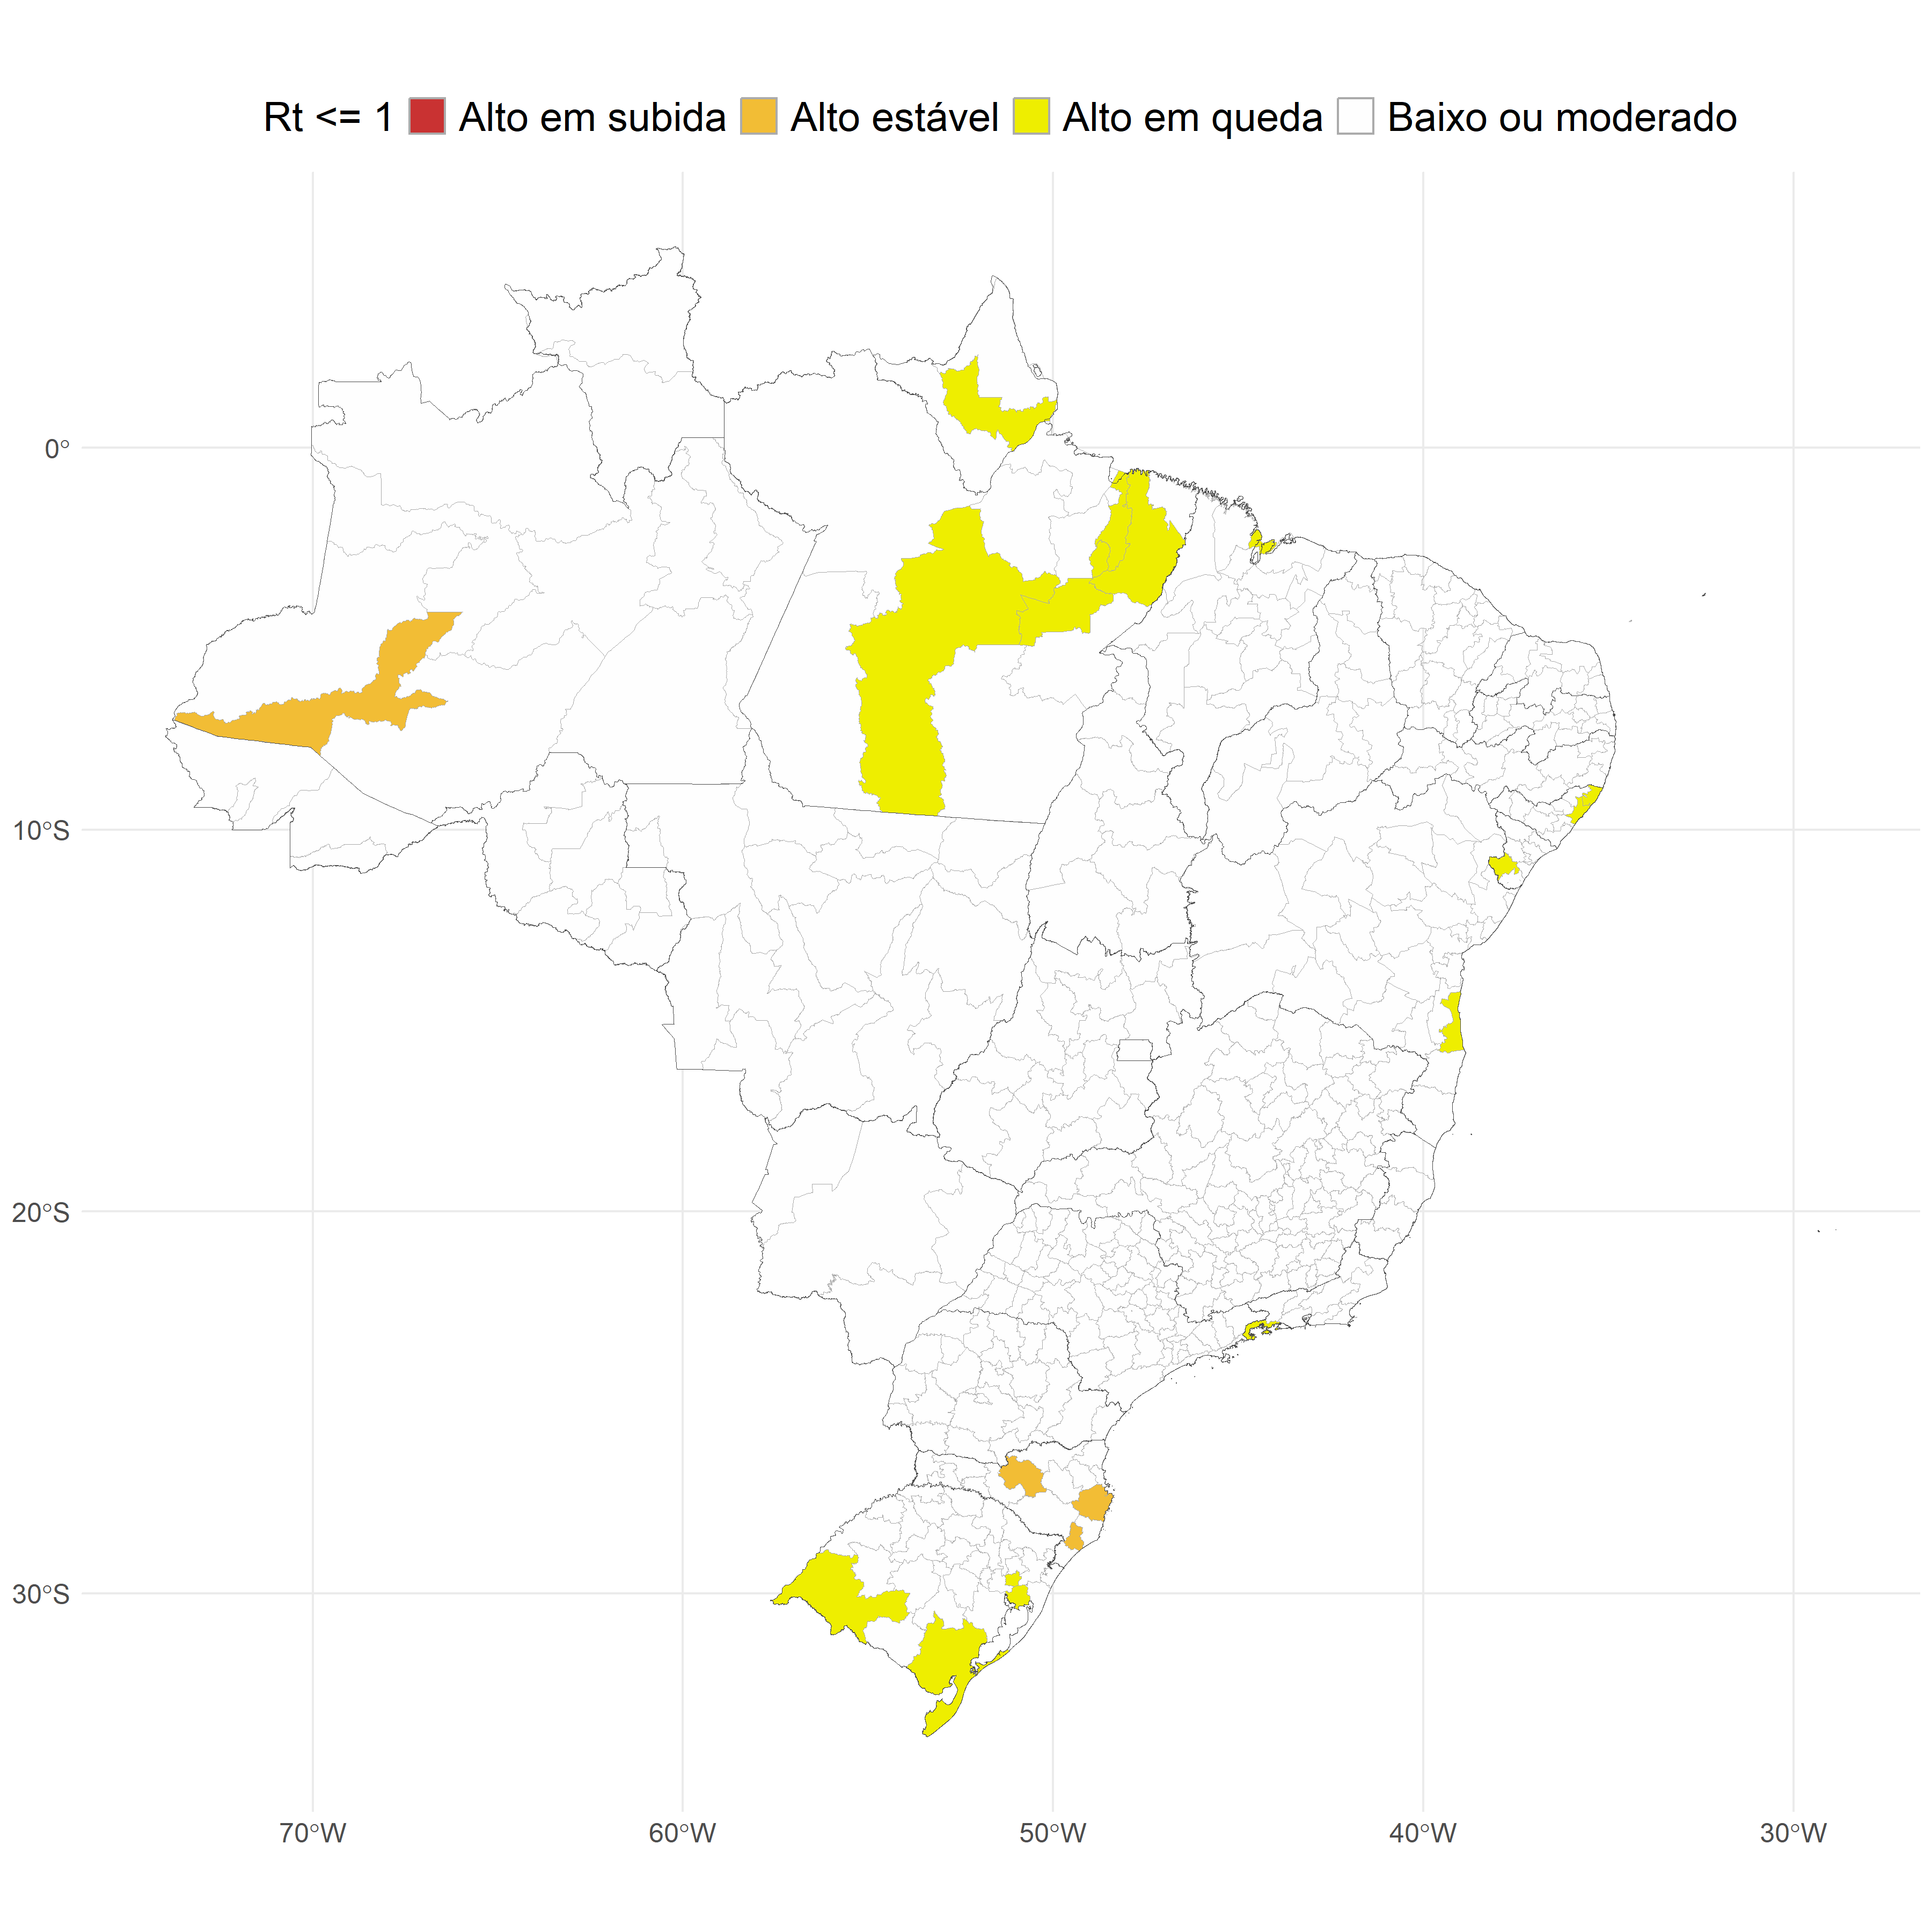 Rt <= 1 Alto em subida Alto estável Alto em queda Baixo ou moderado
0°
10°S
20°S
30°S
70°W 60°W 50°W 40°W 30°W